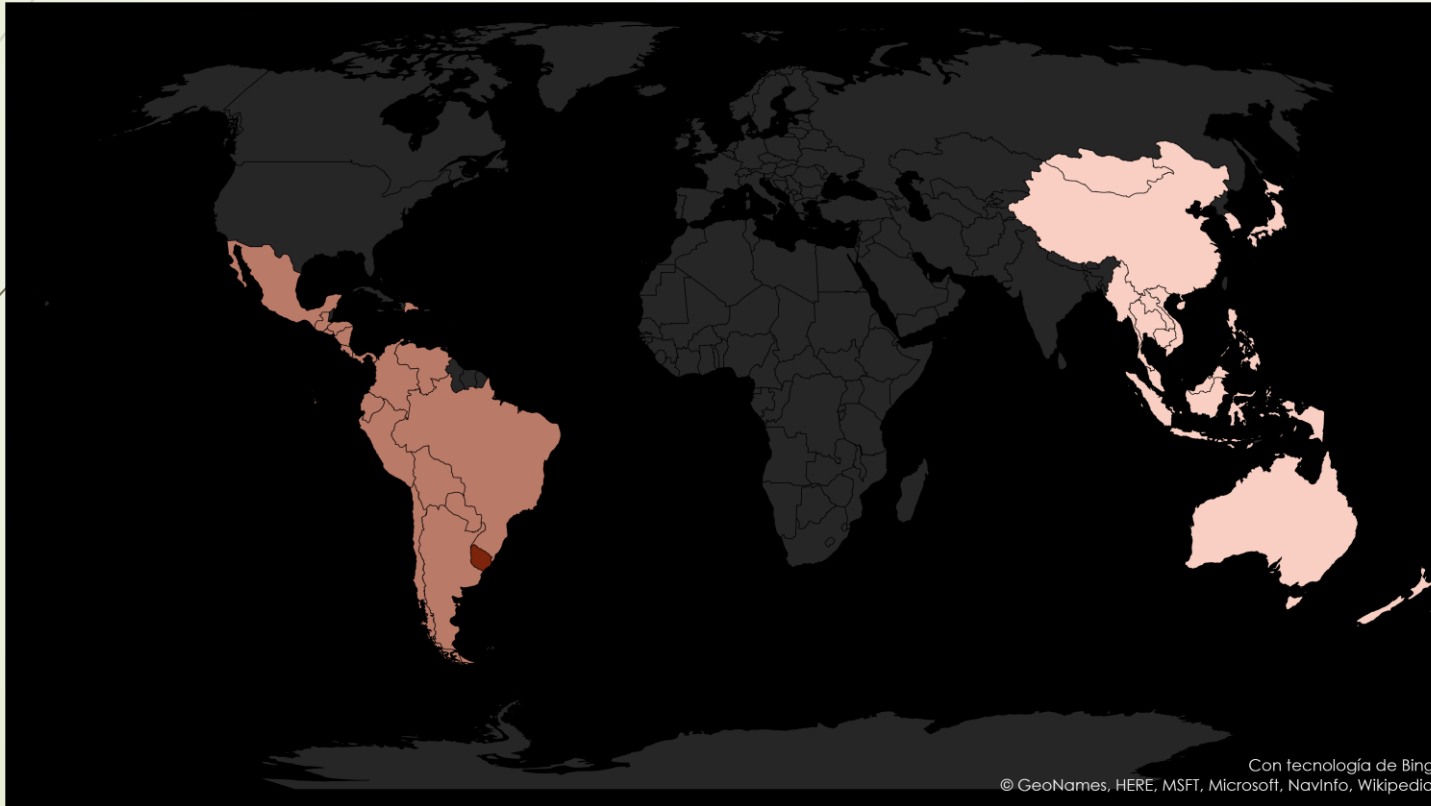 Con tecnología de Bing
© GeoNames, HERE, MSFT, Microsoft, NavInfo, Wikipedia